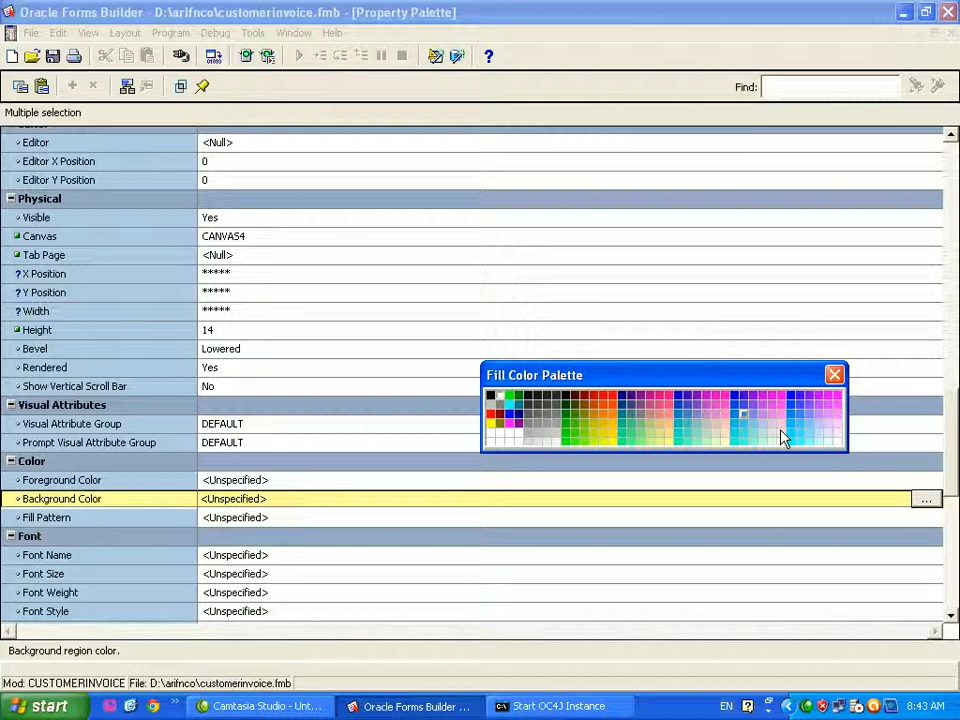 Oracle Forms Builder - D:\arifnco\customerinvoice.fmb - [Property Palette]
File Edit View Layout Program Debug Tools Window Help
Find:
Multiple selection
Editor <Null>
Editor X Position 0
Editor Y Position 0
Physical
Visible Yes
Canvas CANVAS4
Tab Page <Null>
X Position *****
Y Position *****
Width *****
Height 14
Bevel Lowered
Rendered Yes
Show Vertical Scroll Bar No
Fill Color Palette
Visual Attributes
Visual Attribute Group DEFAULT
Prompt Visual Attribute Group DEFAULT
Color
Foreground Color <Unspecified>
Background Color <Unspecified> ...
Fill Pattern <Unspecified>
Font
Font Name <Unspecified>
Font Size <Unspecified>
Font Weight <Unspecified>
Font Style <Unspecified>
Background region color.
Mod: CUSTOMERINVOICE File: D:\arifnco\customerinvoice.fmb
start Camtasia Studio - Unt... Oracle Forms Builder ... Start OC4J Instance EN 8:43 AM